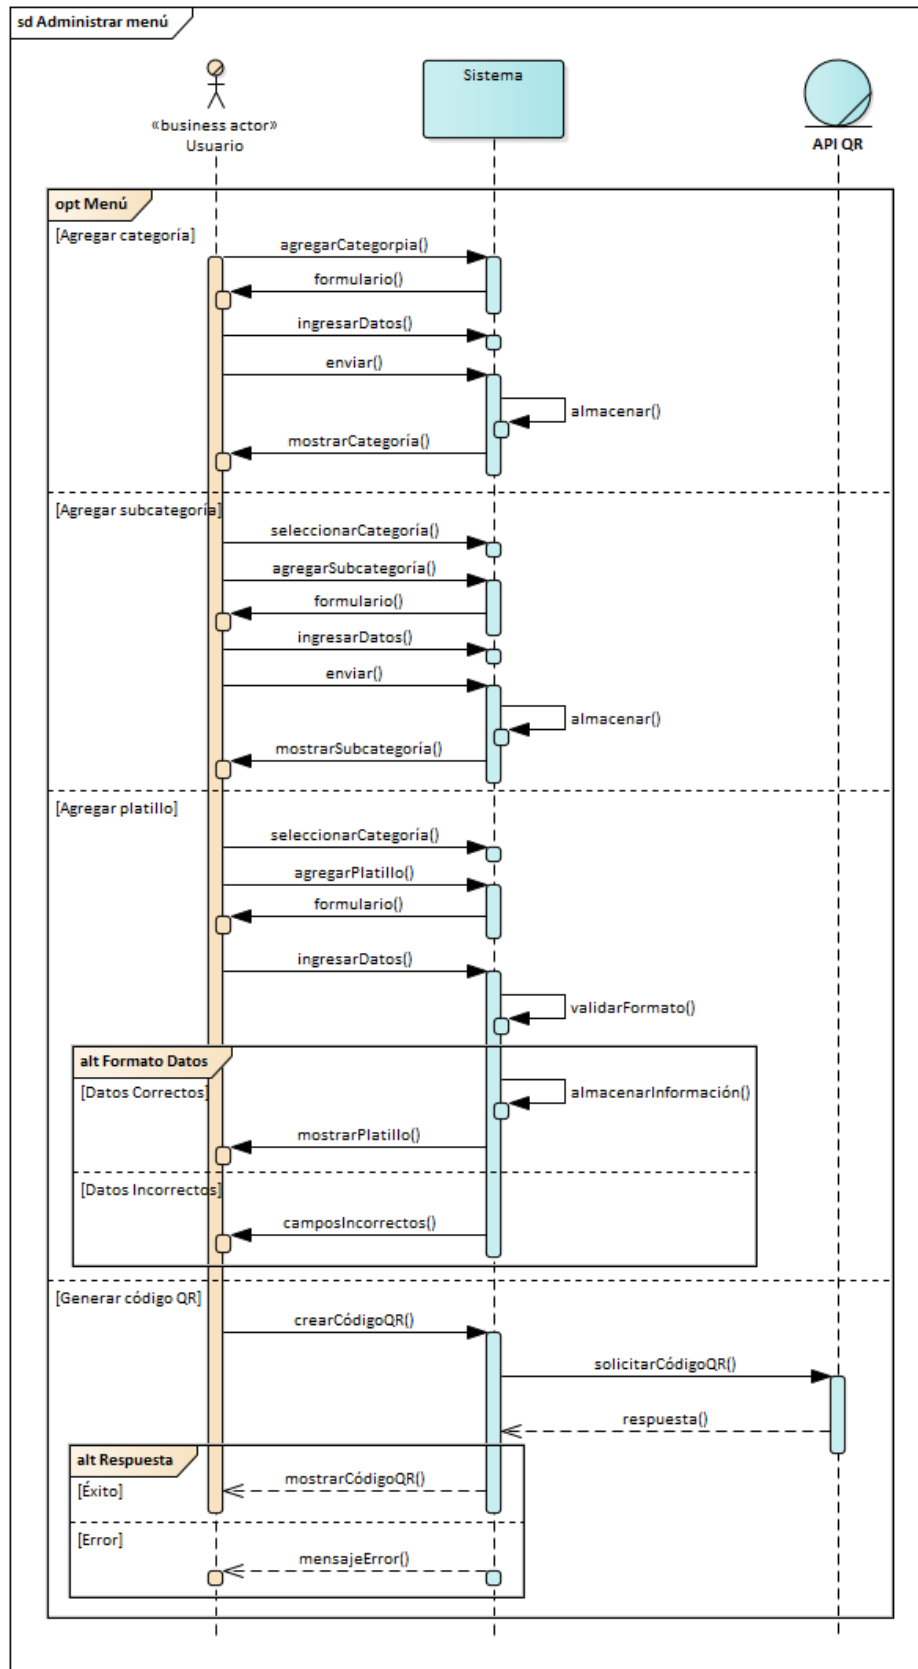 sd Administrar menú
«business actor»
Usuario
Sistema
API QR
opt Menú
[Agregar categoría]
agregarCategorpia()
formulario()
ingresarDatos()
enviar()
almacenar()
mostrarCategoría()
[Agregar subcategoría]
seleccionarCategoría()
agregarSubcategoría()
formulario()
ingresarDatos()
enviar()
almacenar()
mostrarSubcategoría()
[Agregar platillo]
seleccionarCategoría()
agregarPlatillo()
formulario()
ingresarDatos()
validarFormato()
alt Formato Datos
[Datos Correctos]
almacenarInformación()
mostrarPlatillo()
[Datos Incorrectos]
camposIncorrectos()
[Generar código QR]
crearCódigoQR()
solicitarCódigoQR()
respuesta()
alt Respuesta
mostrarCódigoQR()
[Éxito]
[Error]
mensajeError()